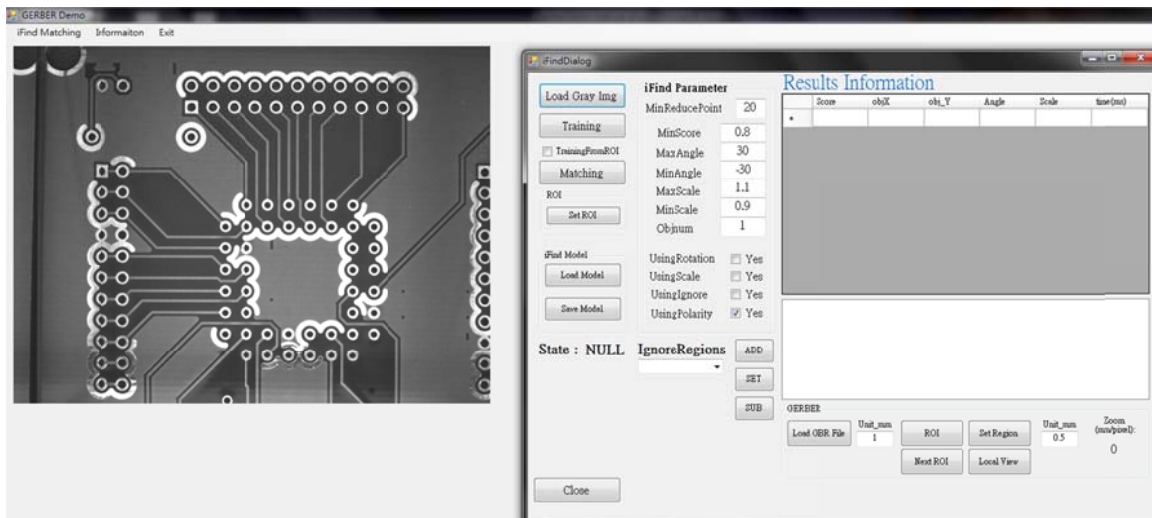 GERBER Demo
iFind Matching Informaiton Exit
iFindDialog
Load Gray Img
Training
TrainingFromROI
Matching
ROI
Set ROI
iFind Model
Load Model
Save Model
State : NULL
Close
iFind Parameter
MinReducePoint 20
MinScore 0.8
MaxAngle 30
MinAngle -30
MaxScale 1.1
MinScale 0.9
Objnum 1
UsingRotation Yes
UsingScale Yes
UsingIgnore Yes
UsingPolarity Yes
IgnoreRegions
ADD
SET
SUB
Results Information
Score objX obj_Y Angle Scale time(ms)
GERBER
Load GBR File
Unit_mm
1
ROI
Set Region
Unit_mm
0.5
Zoom
(mm/pixel):
0
Next ROI
Local View